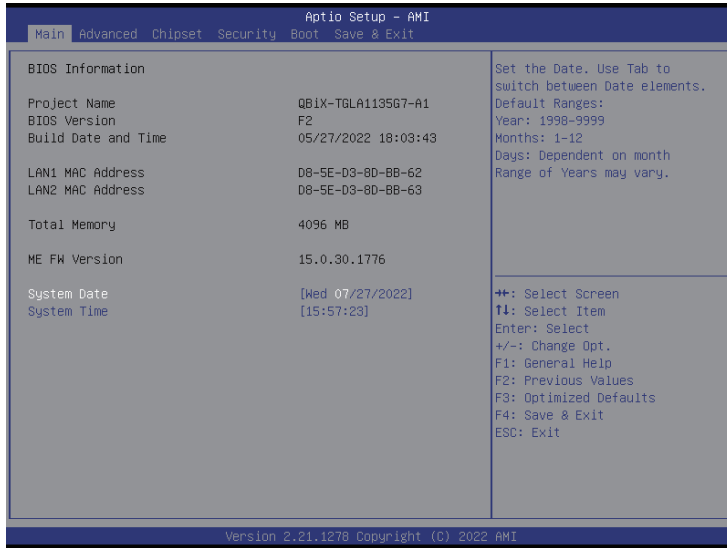 Aptio Setup – AMI
Main Advanced Chipset Security Boot Save & Exit
BIOS Information
Project Name QBiX-TGLA1135G7-A1
BIOS Version F2
Build Date and Time 05/27/2022 18:03:43
LAN1 MAC Address D8-5E-D3-8D-BB-62
LAN2 MAC Address D8-5E-D3-8D-BB-63
Total Memory 4096 MB
ME FW Version 15.0.30.1776
System Date [Wed 07/27/2022]
System Time [15:57:23]
Set the Date. Use Tab to
switch between Date elements.
Default Ranges:
Year: 1998-9999
Months: 1-12
Days: Dependent on month
Range of Years may vary.
→←: Select Screen
↑↓: Select Item
Enter: Select
+/-: Change Opt.
F1: General Help
F2: Previous Values
F3: Optimized Defaults
F4: Save & Exit
ESC: Exit
Version 2.21.1278 Copyright (C) 2022 AMI